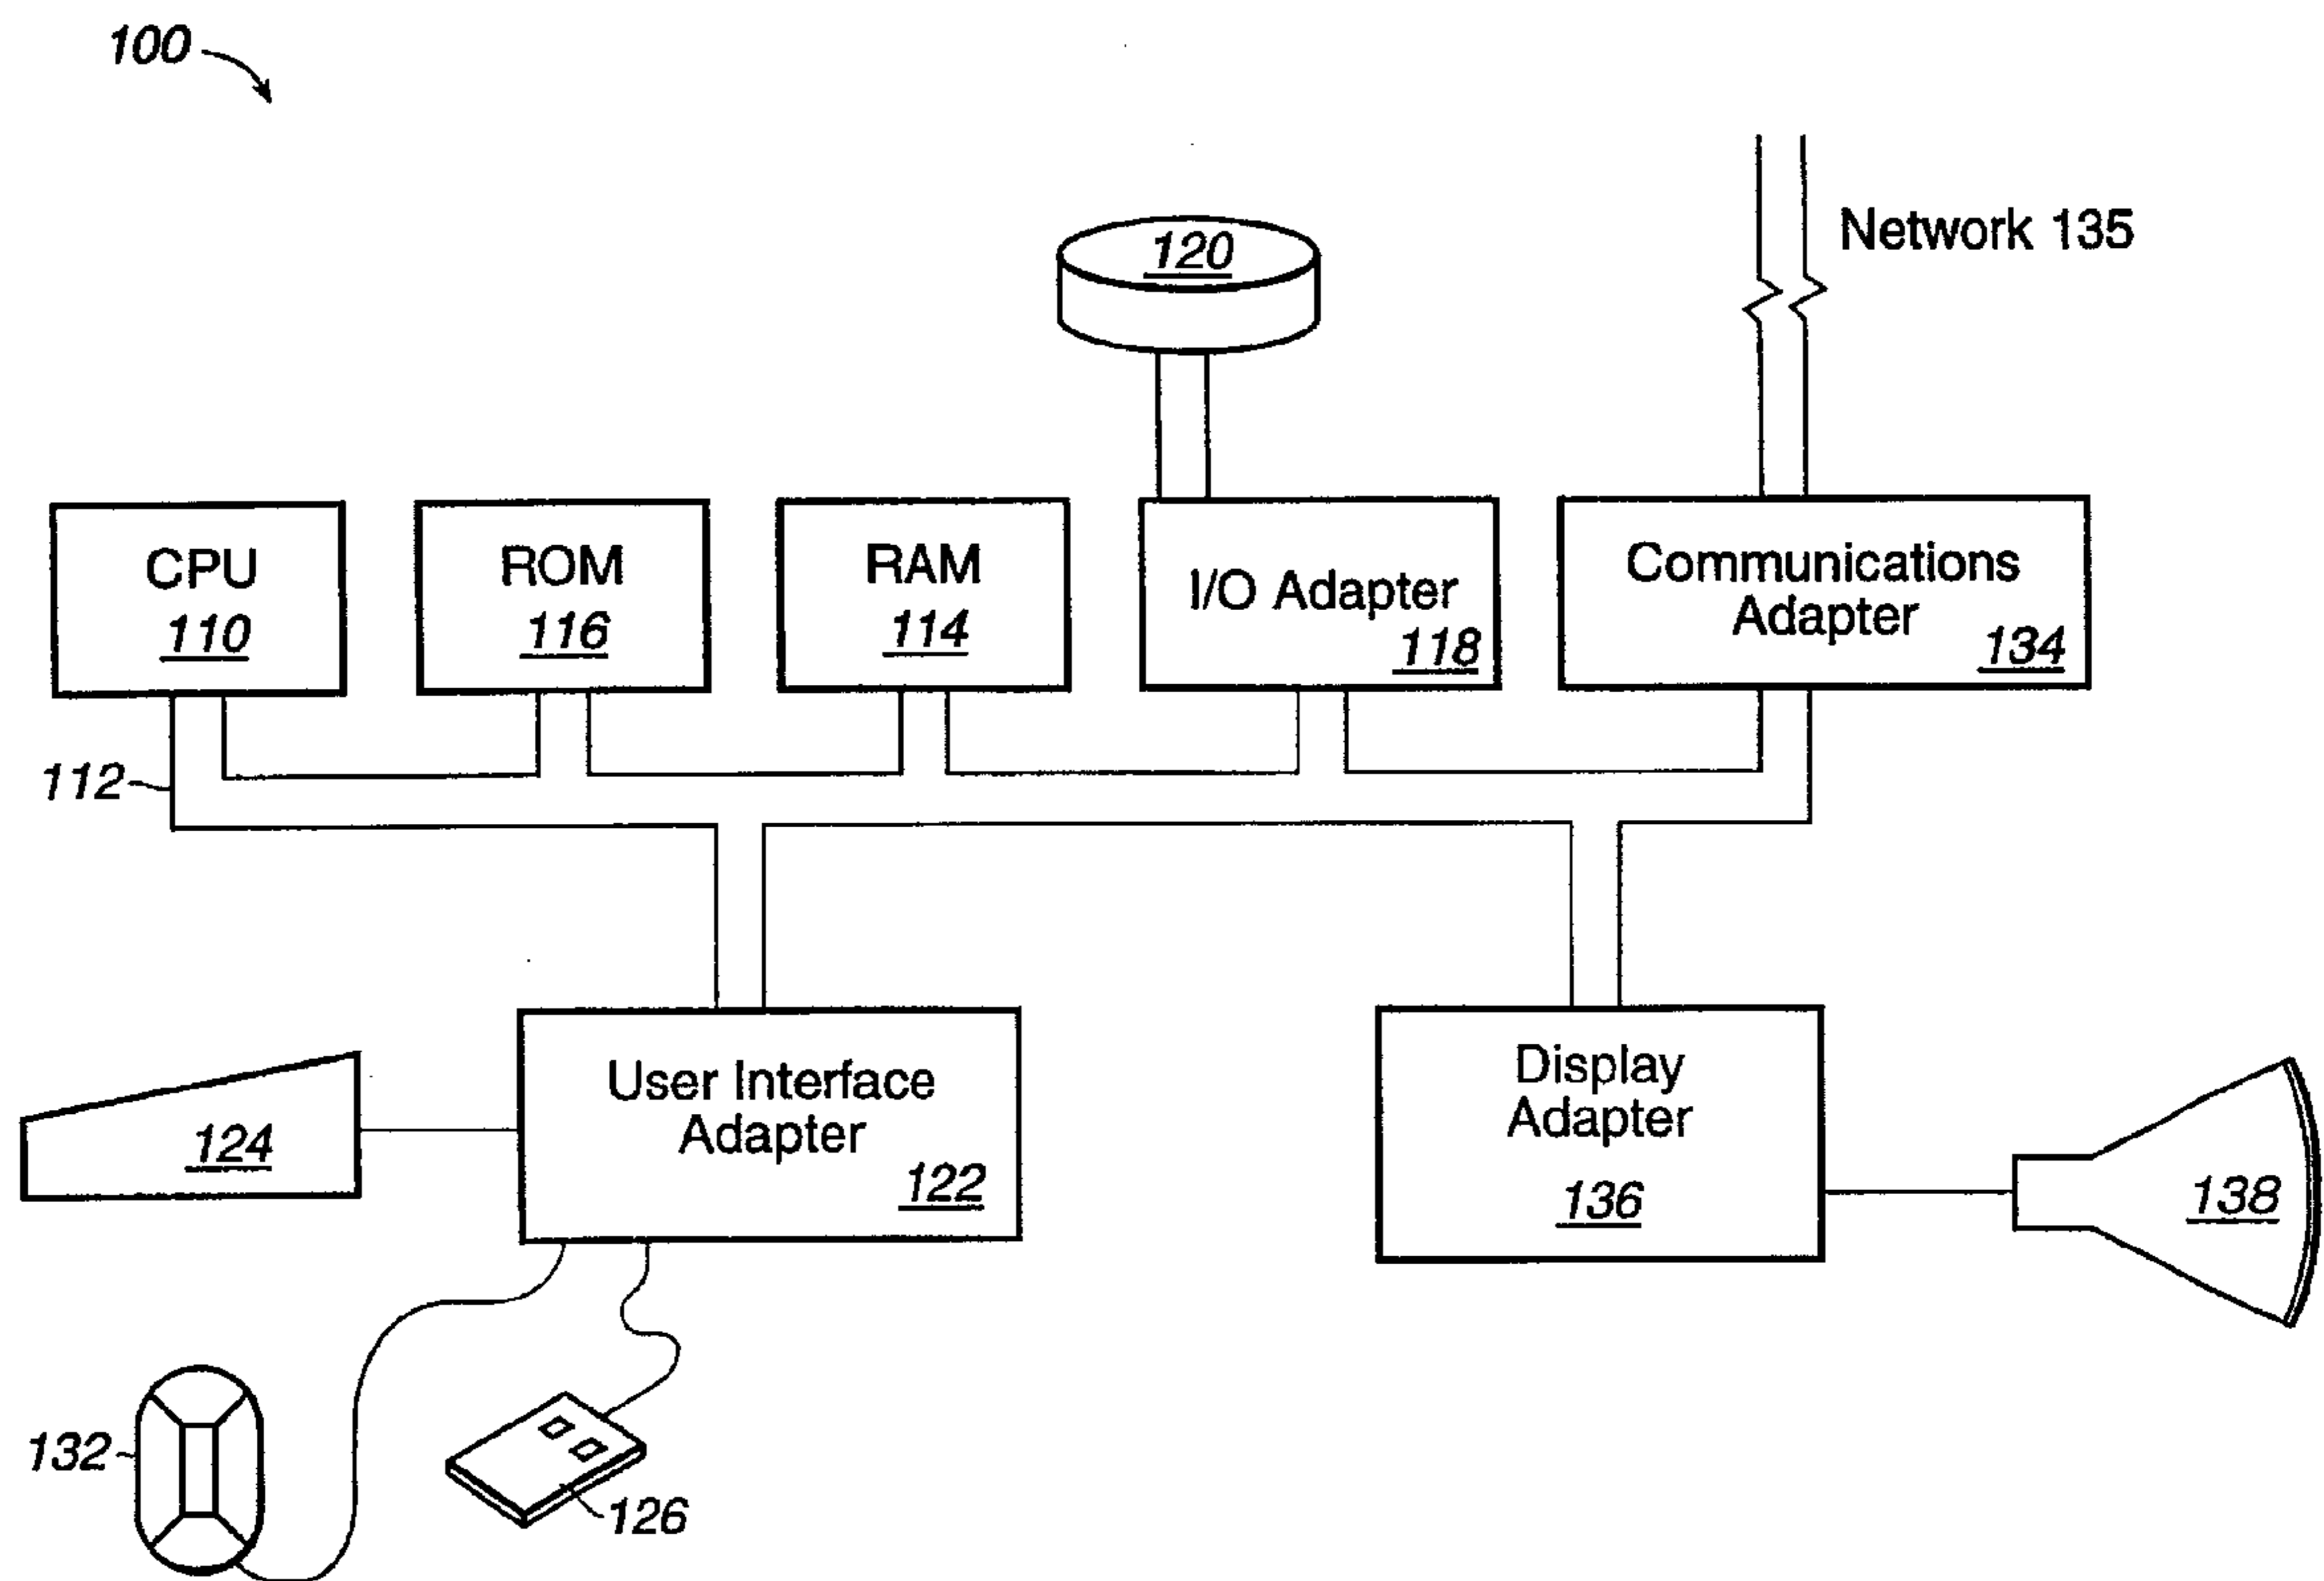 100
120
Network 135
CPU
110
ROM
116
RAM
114
I/O Adapter
118
Communications
Adapter
134
112
User Interface
Adapter
122
124
Display
Adapter
136
138
132
126